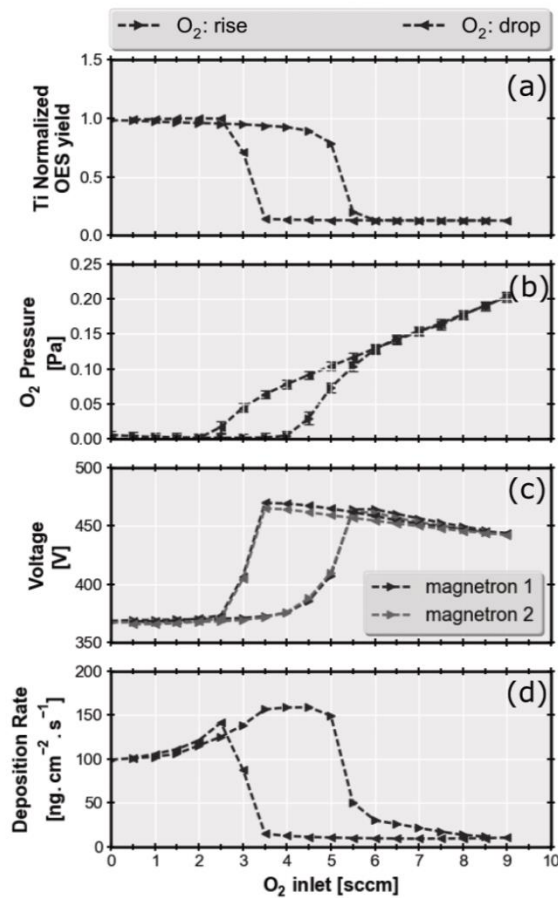 O₂: rise O₂: drop
(a)
Ti Normalized
OES yield
1.5
1.0
0.5
0.0
(b)
O₂ Pressure
[Pa]
0.25
0.20
0.15
0.10
0.05
0.00
(c)
Voltage
[V]
500
450
400
350
magnetron 1
magnetron 2
(d)
Deposition Rate
[ng.cm⁻².s⁻¹]
200
150
100
50
0
0 1 2 3 4 5 6 7 8 9 10
O₂ inlet [sccm]